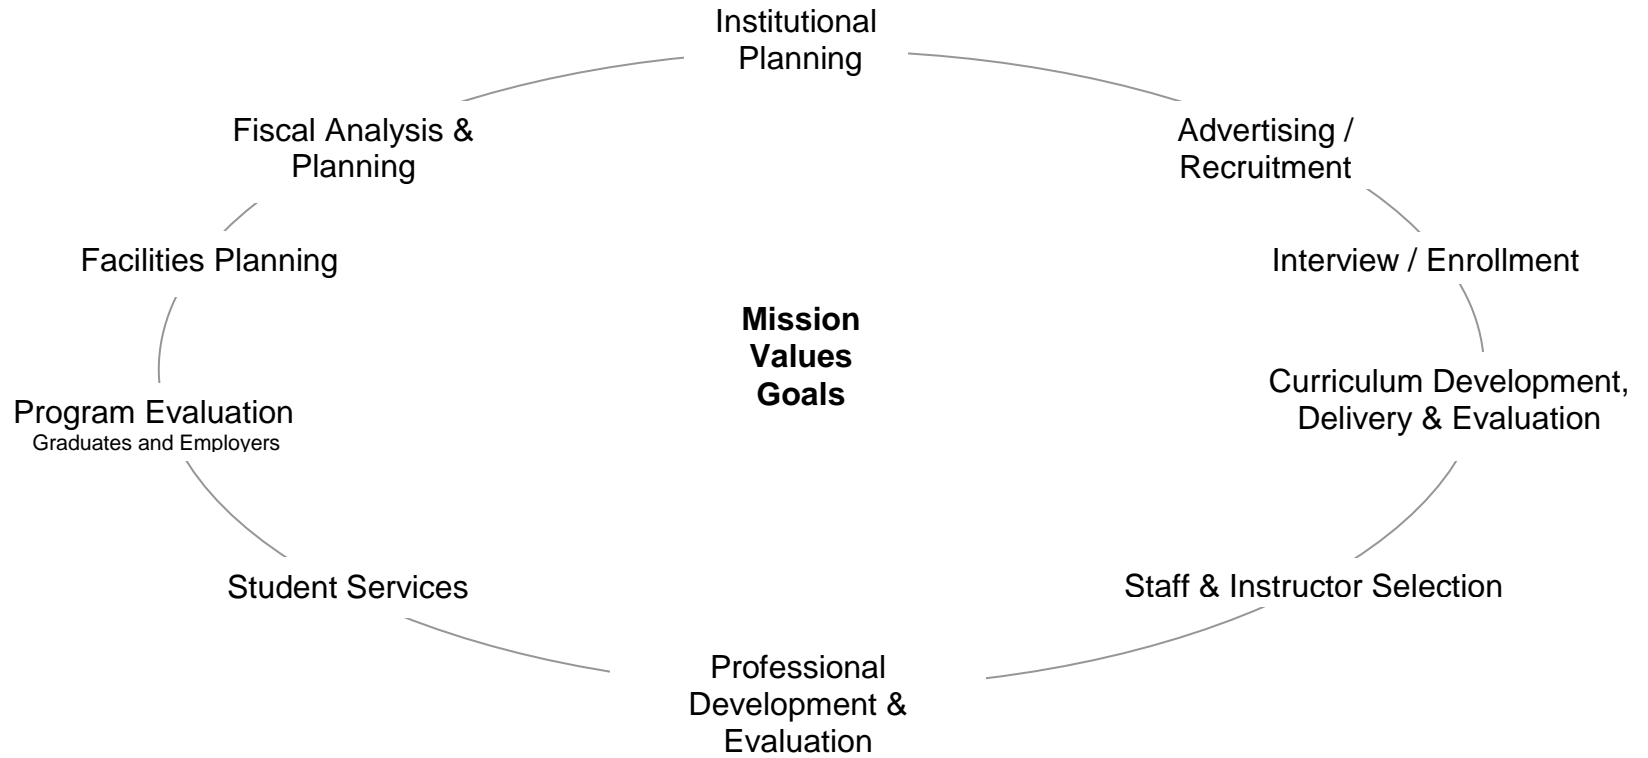 Institutional
Planning
Fiscal Analysis &
Planning
Advertising /
Recruitment
Facilities Planning
Interview / Enrollment
Mission
Values
Goals
Program Evaluation
Graduates and Employers
Curriculum Development,
Delivery & Evaluation
Student Services
Staff & Instructor Selection
Professional
Development &
Evaluation